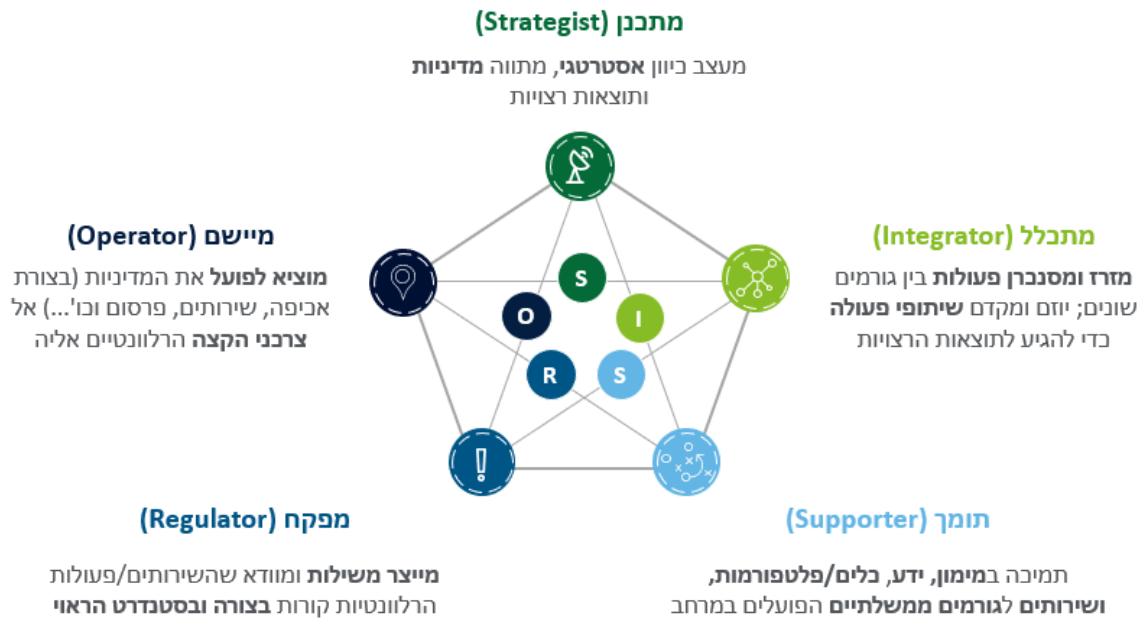 מתכנן (Strategist)
מעצב כיוון אסטרטגי, מתווה מדיניות
ותוצאות רצויות
מתכלל (Integrator)
מזרז ומסנכרן פעולות בין גורמים
שונים; יוזם ומקדם שיתופי פעולה
כדי להגיע לתוצאות הרצויות
מיישם (Operator)
מוציא לפועל את המדיניות (בצורת
אכיפה, שירותים, פרסום וכו'...) אל
צרכני הקצה הרלוונטיים אליה
S
O
I
R
S
תומך (Supporter)
תמיכה במימון, ידע, כלים/פלטפורמות,
ושירותים לגורמים ממשלתיים הפועלים במרחב
מפקח (Regulator)
מייצר משילות ומוודא שהשירותים/פעולות
הרלוונטיות קורות בצורה ובסטנדרט הראוי